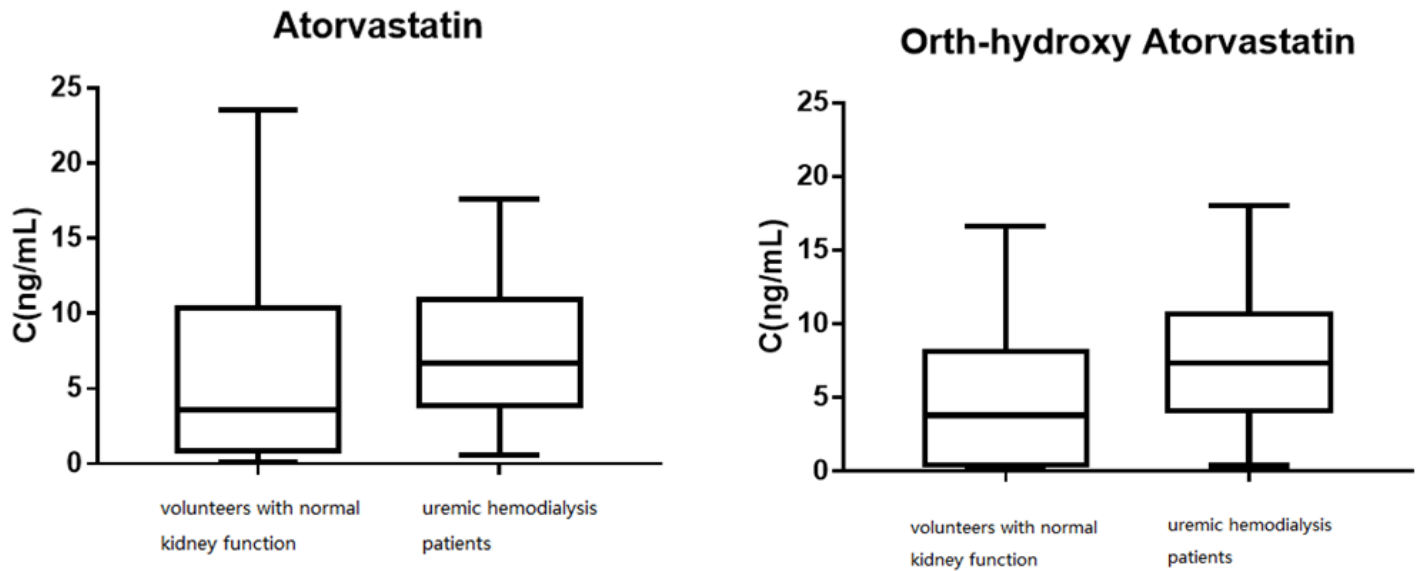 Atorvastatin
25
20
15
10
5
0
C(ng/mL)
volunteers with normal
kidney function
uremic hemodialysis
patients
Orth-hydroxy Atorvastatin
25
20
15
10
5
0
C(ng/mL)
volunteers with normal
kidney function
uremic hemodialysis
patients